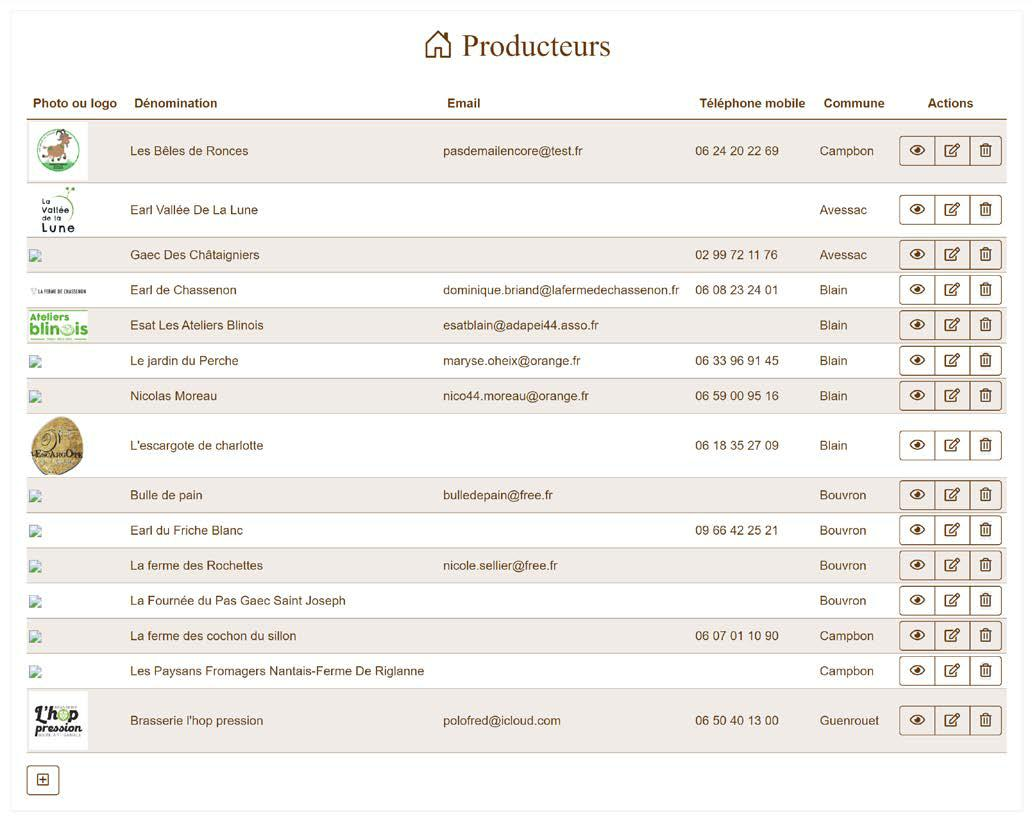 Producteurs
Photo ou logo Dénomination Email Téléphone mobile Commune Actions
Les Bêles de Ronces pasdemailencore@test.fr 06 24 20 22 69 Campbon
La
Vallée
de la
Lune
Earl Vallée De La Lune Avessac
Gaec Des Châtaigniers 02 99 72 11 76 Avessac
LA FERME DE CHASSENON Earl de Chassenon dominique.briand@lafermedechassenon.fr 06 08 23 24 01 Blain
Ateliers
blinois
Esat Les Ateliers Blinois esatblain@adapei44.asso.fr Blain
Le jardin du Perche maryse.oheix@orange.fr 06 33 96 91 45 Blain
Nicolas Moreau nico44.moreau@orange.fr 06 59 00 95 16 Blain
L'EscArgOte L'escargote de charlotte 06 18 35 27 09 Blain
Bulle de pain bulledepain@free.fr Bouvron
Earl du Friche Blanc 09 66 42 25 21 Bouvron
La ferme des Rochettes nicole.sellier@free.fr Bouvron
La Fournée du Pas Gaec Saint Joseph Bouvron
La ferme des cochon du sillon 06 07 01 10 90 Campbon
Les Paysans Fromagers Nantais-Ferme De Riglanne Campbon
L'hop
pression
Brasserie l'hop pression polofred@icloud.com 06 50 40 13 00 Guenrouet